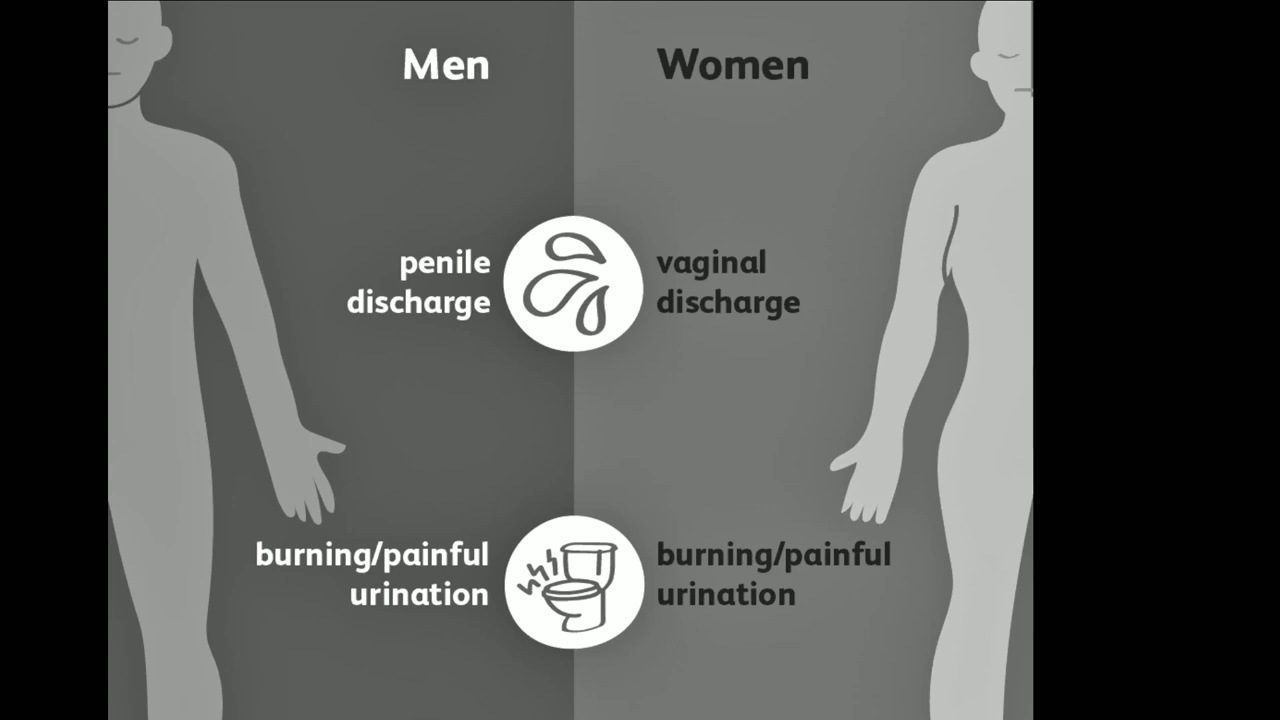 Men
Women
penile
discharge
vaginal
discharge
burning/painful
urination
burning/painful
urination